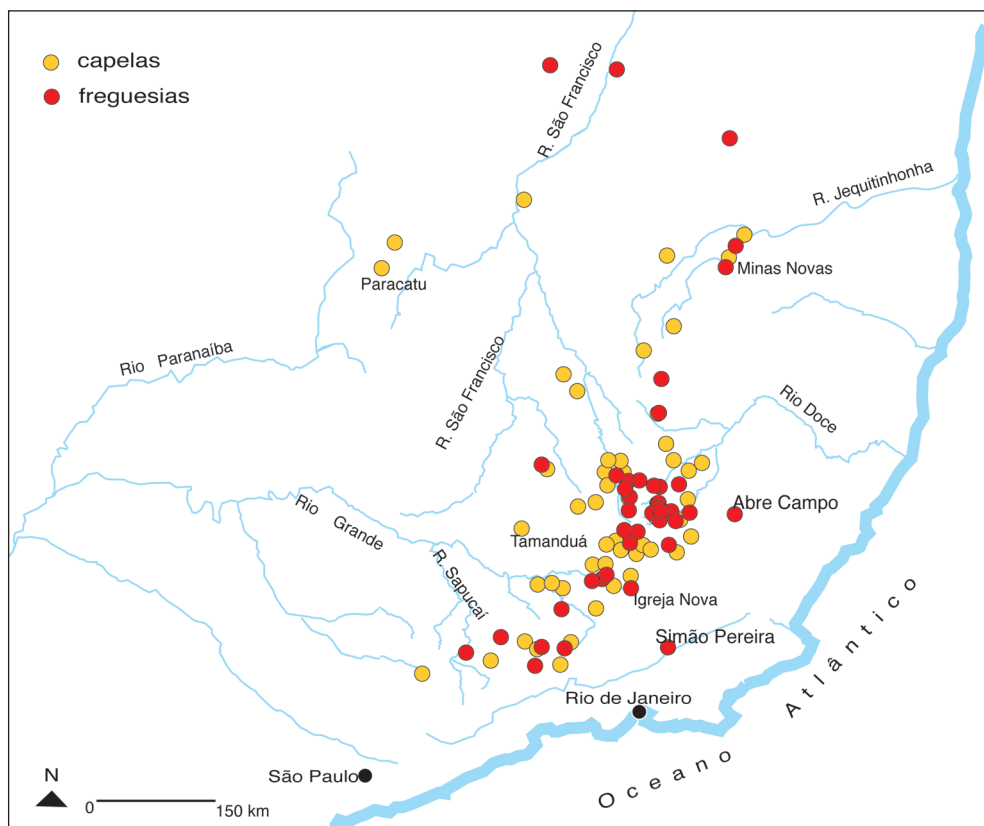 capelas
freguesias
R. São Francisco
R. Jequitinhonha
Minas Novas
Paracatu
Rio Paranaíba
R. São Francisco
Rio Doce
Rio Grande
Abre Campo
Tamanduá
R. Sapucaí
Igreja Nova
Simão Pereira
Rio de Janeiro
Oceano Atlântico
São Paulo
N
0
150 km